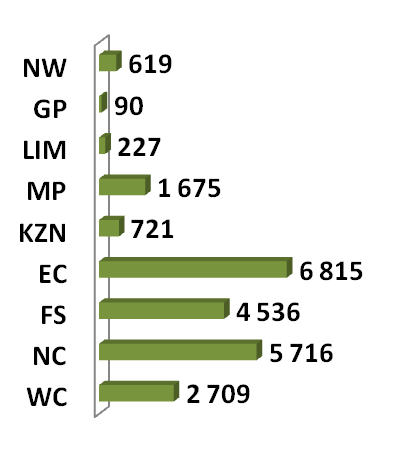 NW 619
GP 90
LIM 227
MP 1 675
KZN 721
EC 6 815
FS 4 536
NC 5 716
WC 2 709